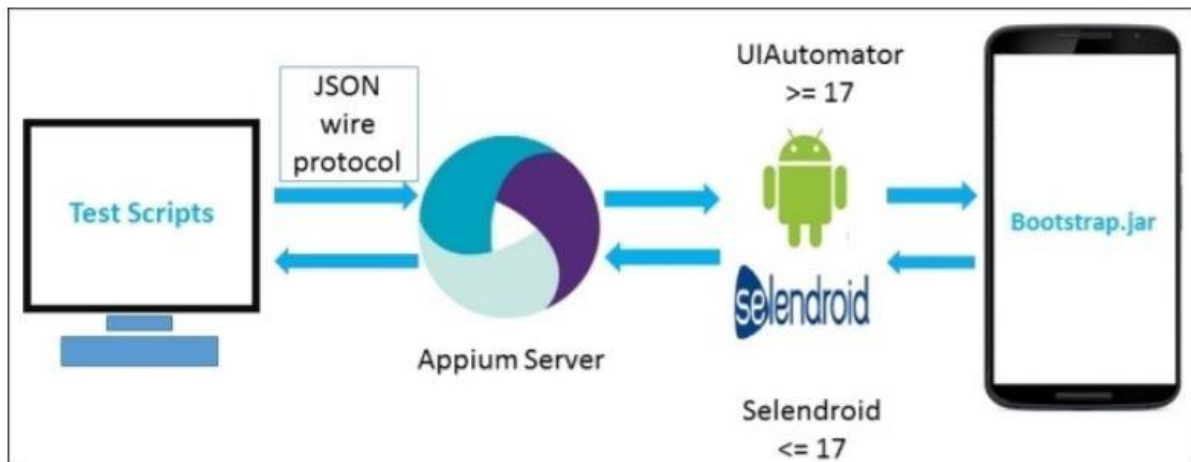 JSON
wire
protocol
Test Scripts
Appium Server
UIAutomator
>= 17
selendroid
Selendroid
<= 17
Bootstrap.jar